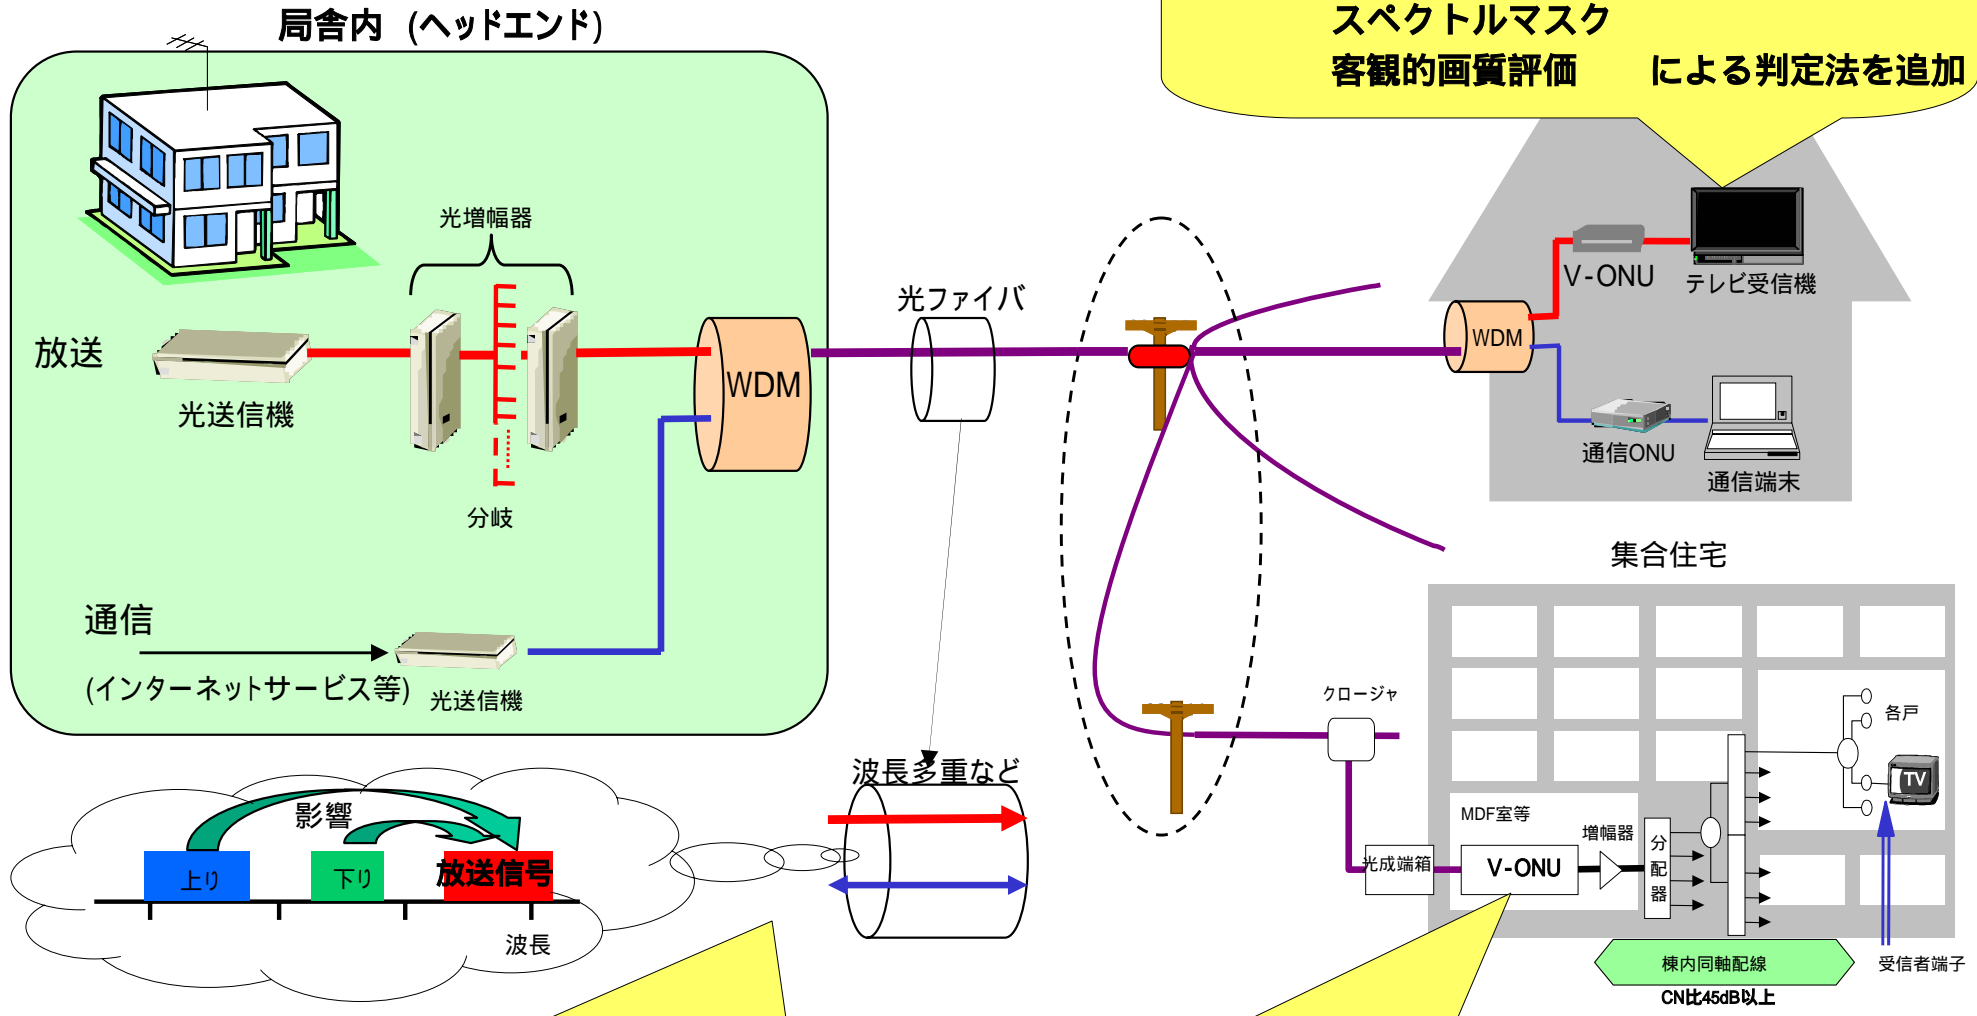 局舎内 (ヘッドエンド)
スペクトルマスク
客観的画質評価 による判定法を追加
光増幅器
放送
光送信機
分岐
WDM
光ファイバ
V-ONU
テレビ受信機
WDM
通信ONU
通信端末
通信
(インターネットサービス等)
光送信機
集合住宅
クロージャ
各戸
TV
波長多重など
影響
上り
下り
放送信号
波長
MDF室等
増幅器
光成端箱
V-ONU
分配器
棟内同軸配線
CN比45dB以上
受信者端子